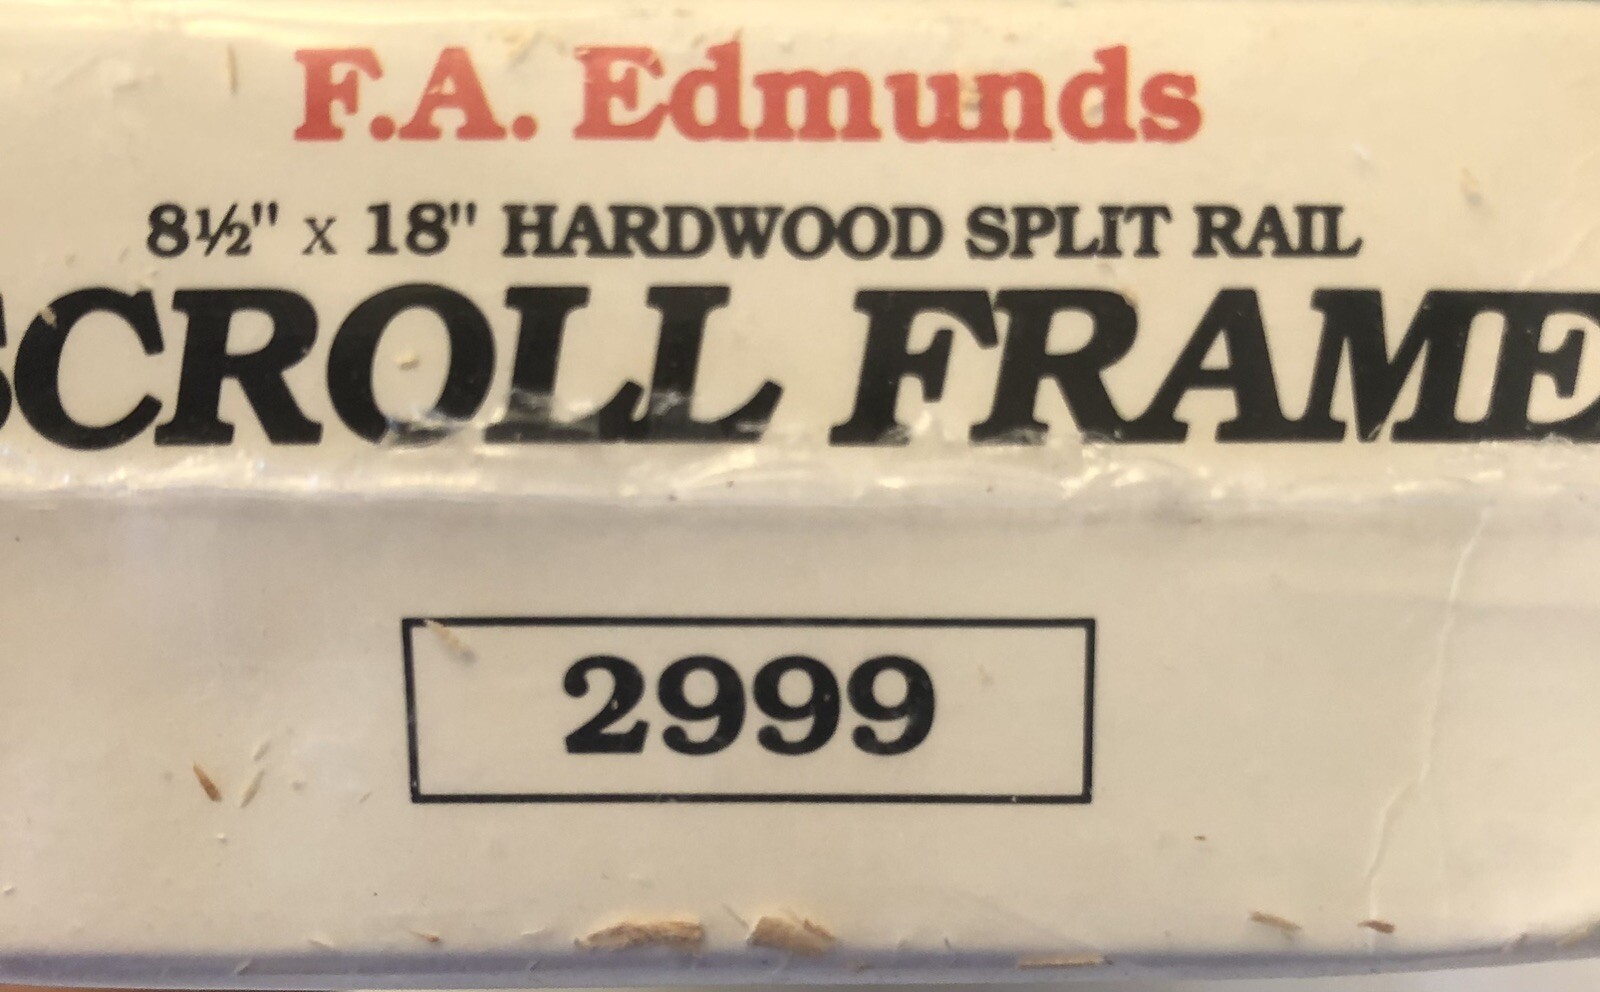 F.A. Edmunds
8½" x 18" HARDWOOD SPLIT RAIL
SCROLL FRAME
2999